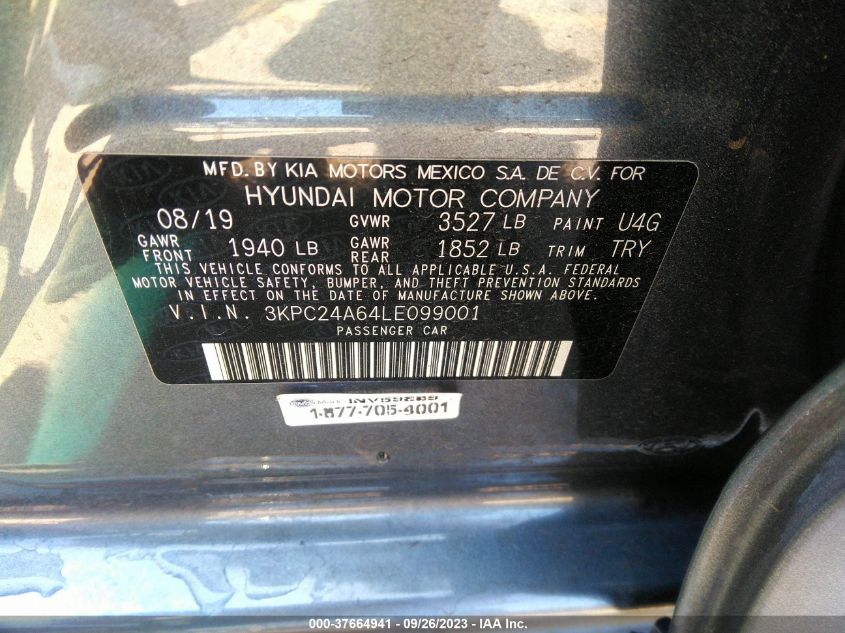 MFD. BY KIA MOTORS MEXICO S.A. DE C.V. FOR
HYUNDAI MOTOR COMPANY
08/19 GVWR 3527 LB PAINT U4G
GAWR FRONT 1940 LB GAWR REAR 1852 LB TRIM TRY
THIS VEHICLE CONFORMS TO ALL APPLICABLE U.S.A. FEDERAL
MOTOR VEHICLE SAFETY, BUMPER, AND THEFT PREVENTION STANDARDS
IN EFFECT ON THE DATE OF MANUFACTURE SHOWN ABOVE.
V.I.N. 3KPC24A64LE099001
PASSENGER CAR
1-877-705-4001
000-37664941 - 09/26/2023 - IAA Inc.